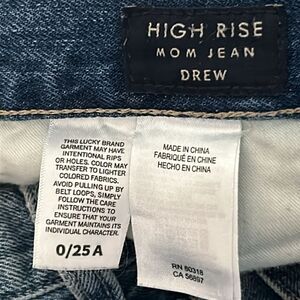 HIGH RISE
MOM JEAN
DREW
THIS LUCKY BRAND
GARMENT MAY HAVE
INTENTIONAL RIPS
OR HOLES. COLOR MAY
TRANSFER TO LIGHTER
COLORED FABRICS.
AVOID PULLING UP BY
BELT LOOPS, SIMPLY
FOLLOW THE CARE
INSTRUCTIONS TO
ENSURE THAT YOUR
GARMENT MAINTAINS ITS
INDIVIDUAL CHARACTER.
0/25 A
MADE IN CHINA
FABRIQUÉ EN CHINE
HECHO EN CHINA
RN 80318
CA 56897